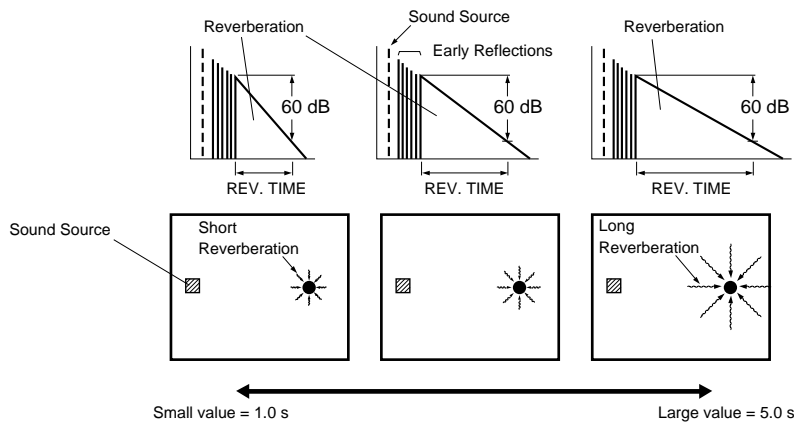 Sound Source
Reverberation
Early Reflections
Reverberation
60 dB
60 dB
60 dB
REV. TIME
REV. TIME
REV. TIME
Sound Source
Short
Reverberation
Long
Reverberation
Small value = 1.0 s
Large value = 5.0 s